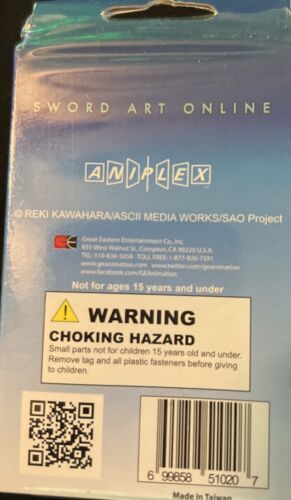 SWORD ART ONLINE
ANIPLEX
© REKI KAWAHARA/ASCII MEDIA WORKS/SAO Project
Great Eastern Entertainment Co, Inc.
855 West Walnut St., Compton, CA 90220 U.S.A.
TEL: 310-638-5058 TOLL FREE: 1-877-926-7391
www.geanimation.com www.twitter.com/geanimation
www.facebook.com/GEAnimation
Not for ages 15 years and under
WARNING
CHOKING HAZARD
Small parts not for children 15 years old and under.
Remove tag and all plastic fasteners before giving
to children.
6 99858 51020 7
Made in Taiwan